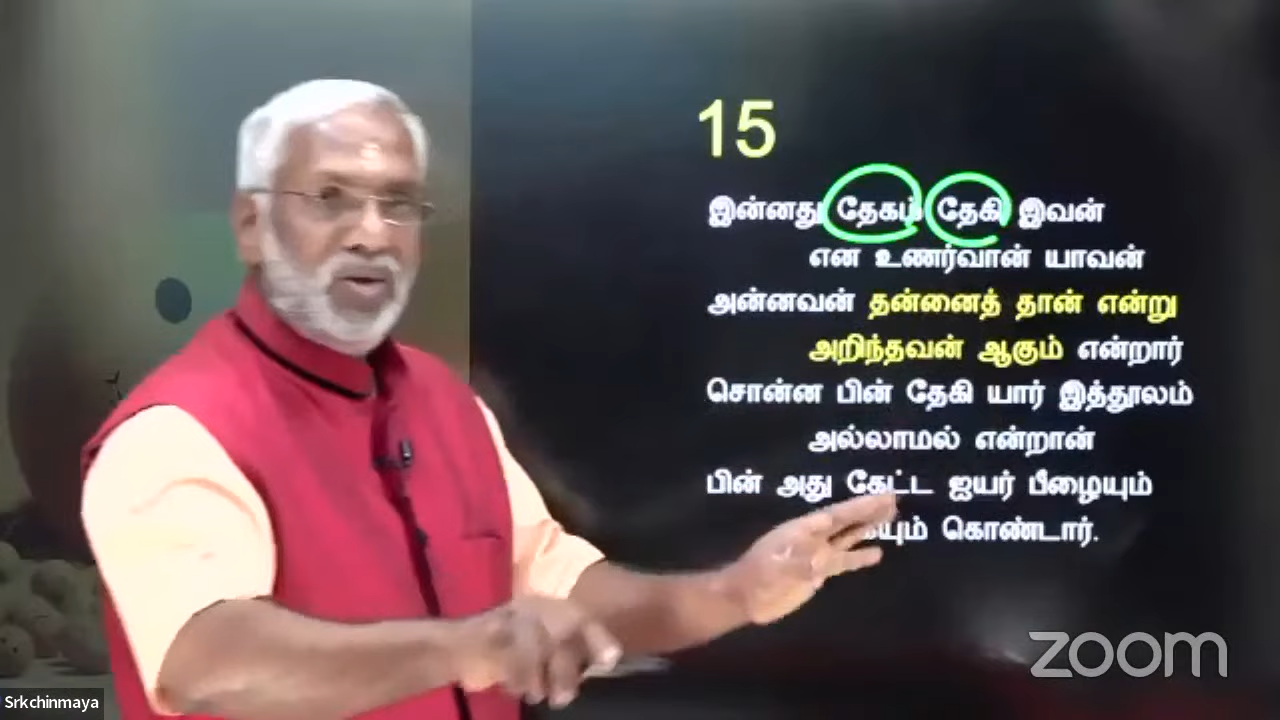 15
இன்னது தேகம் தேகி இவன்
என உணர்வான் யாவன்
அன்னவன் தன்னைத் தான் என்று
அறிந்தவன் ஆகும் என்றார்
சொன்ன பின் தேகி யார் இத்தூலம்
அல்லாமல் என்றான்
பின் அது கேட்ட ஐயர் பீழையும்
கொண்டார்.
zoom
Srkchinmaya